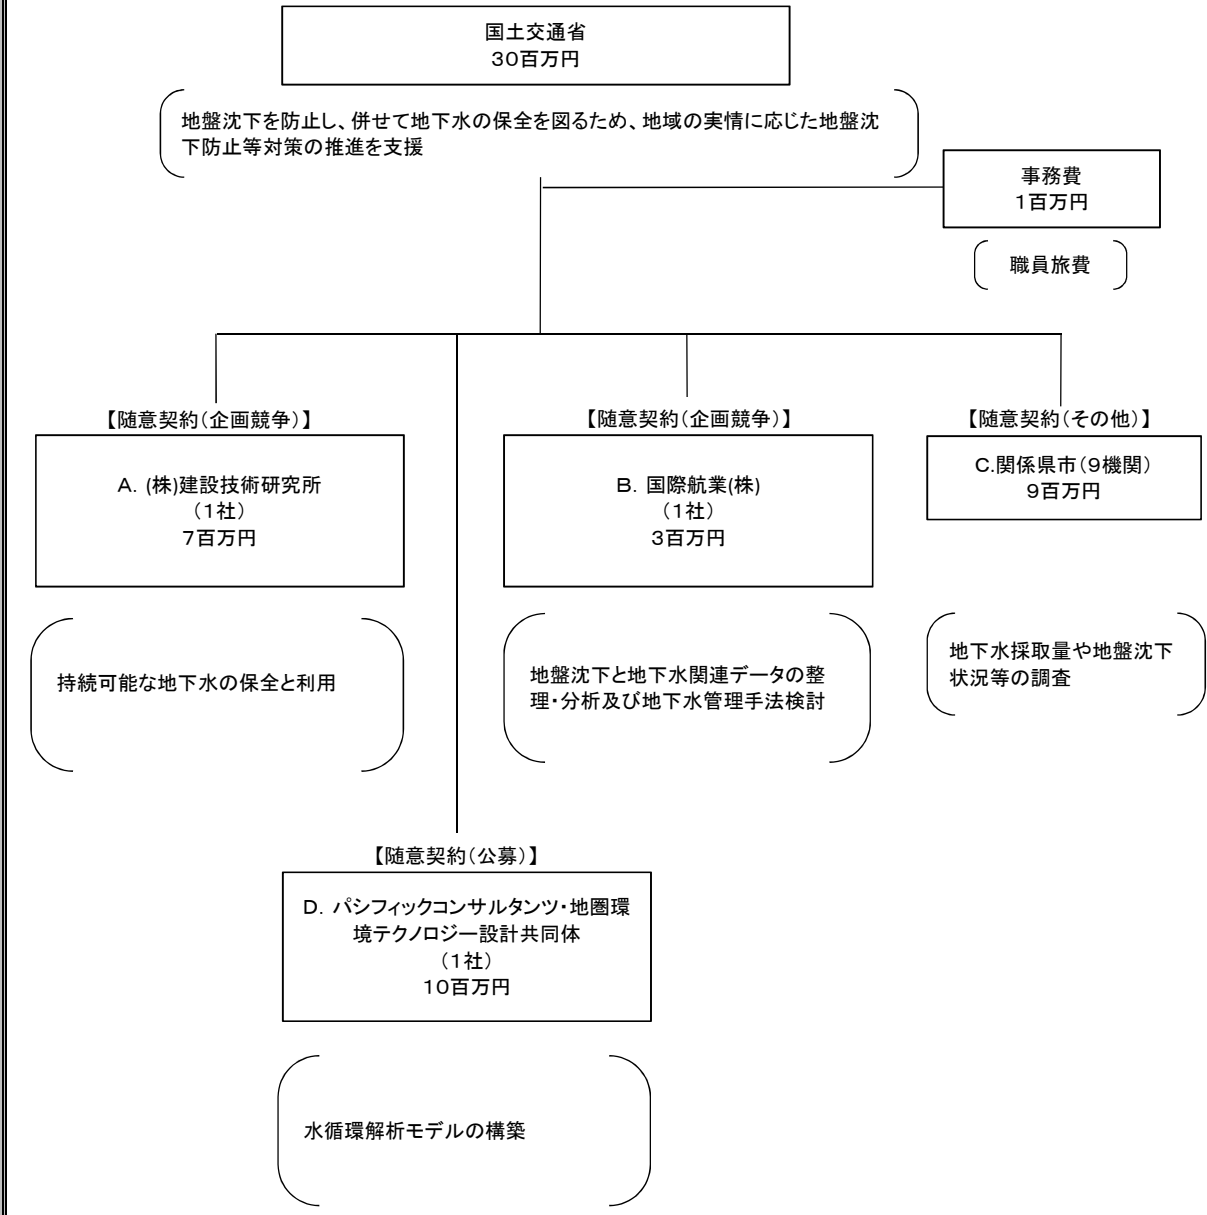 国土交通省
30百万円
地盤沈下を防止し、併せて地下水の保全を図るため、地域の実情に応じた地盤沈
下防止等対策の推進を支援
事務費
1百万円
職員旅費
【随意契約(企画競争)】
A. (株)建設技術研究所
(1社)
7百万円
持続可能な地下水の保全と利用
【随意契約(企画競争)】
B. 国際航業(株)
(1社)
3百万円
地盤沈下と地下水関連データの整
理・分析及び地下水管理手法検討
【随意契約(その他)】
C.関係県市(9機関)
9百万円
地下水採取量や地盤沈下
状況等の調査
【随意契約(公募)】
D. パシフィックコンサルタンツ・地圏環
境テクノロジー設計共同体
(1社)
10百万円
水循環解析モデルの構築